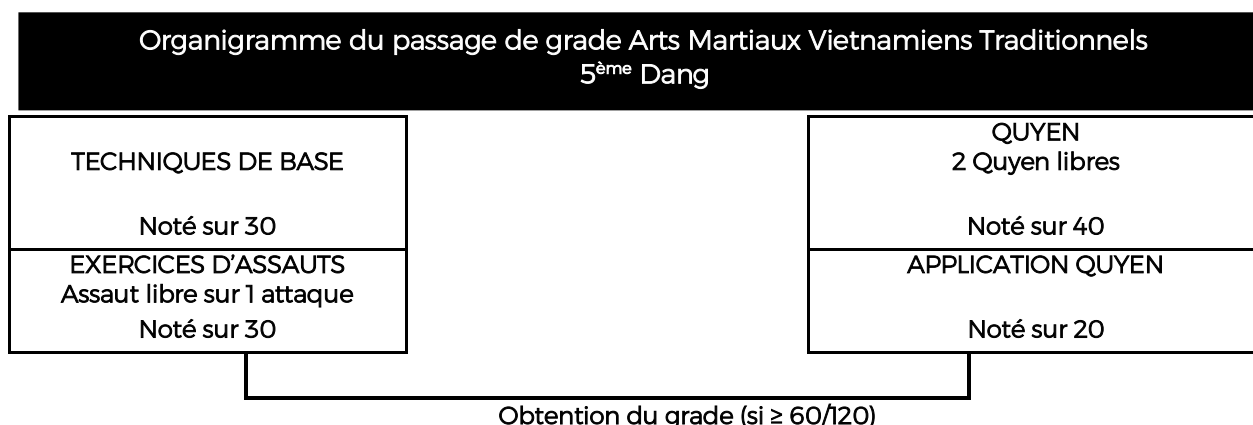 Organigramme du passage de grade Arts Martiaux Vietnamiens Traditionnels
5ème Dang
TECHNIQUES DE BASE
Noté sur 30
EXERCICES D’ASSAUTS
Assaut libre sur 1 attaque
Noté sur 30
QUYEN
2 Quyen libres
Noté sur 40
APPLICATION QUYEN
Noté sur 20
Obtention du grade (si ≥ 60/120)